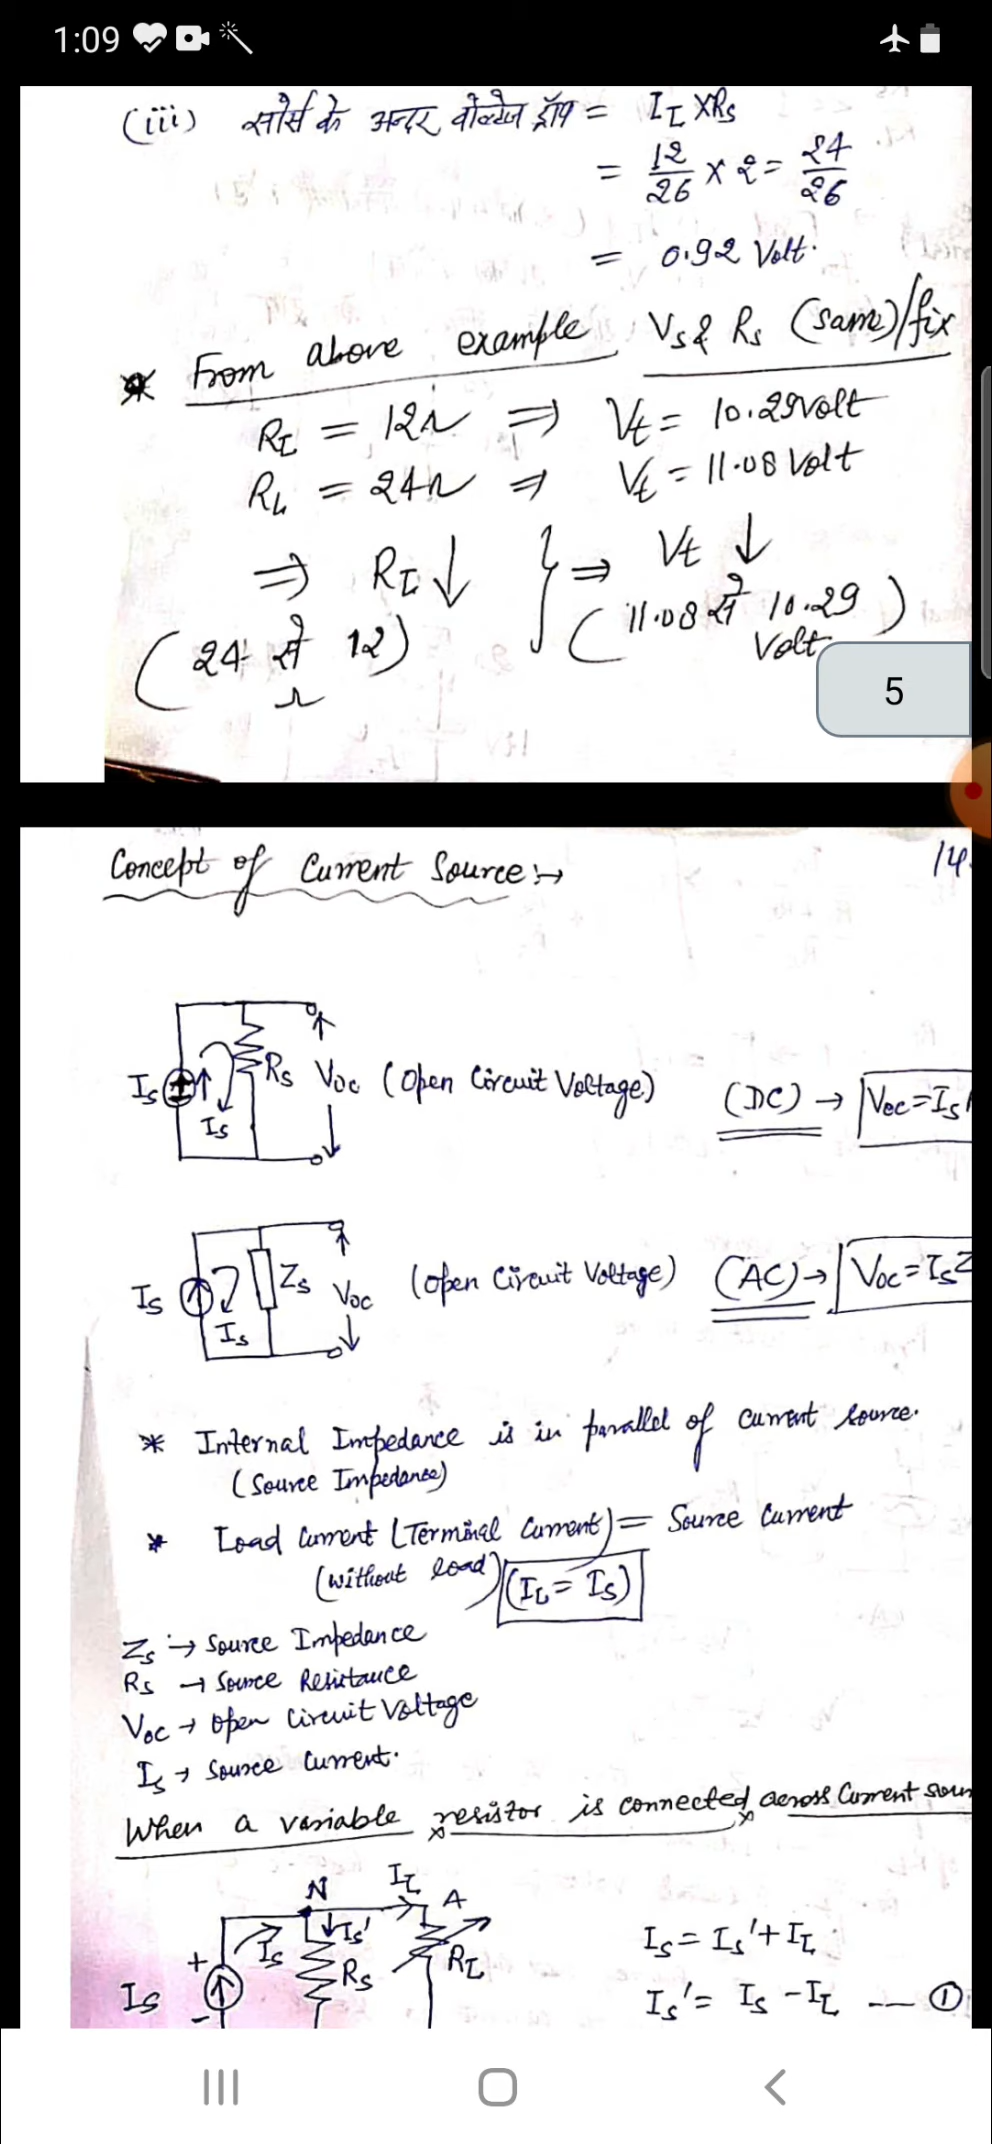 1:09
(iii) सोर्स के अन्दर वोल्टेज ड्रॉप = I_L × R_s
= 12/26 × 2 = 24/26
= 0.92 Volt.
* From above example V_s & R_s (same)/fix
R_L = 12Ω ⇒ V_t = 10.29 volt
R_L = 24Ω ⇒ V_t = 11.08 Volt
⇒ R_L ↓ } ⇒ V_t ↓
(24 से 12) Ω (11.08 से 10.29) Volt
5
Concept of Current Source :→
14.
I_s I_s R_s V_oc (Open Circuit Voltage) (DC) → V_oc = I_s
I_s I_s Z_s V_oc (open Circuit Voltage) (AC) → V_oc = I_s Z
* Internal Impedance is in parallel of current source.
(Source Impedance)
* Load Current (Terminal Current) = Source Current
(without load) (I_L = I_s)
Z_s :→ Source Impedance
R_s → Source Resistance
V_oc → open Circuit Voltage
I_s → Source Current.
When a variable resistor is connected across Current sour
N I_L A
+ I_s I_s' R_s R_L
I_s
-
I_s = I_s' + I_L
I_s' = I_s - I_L --- ①